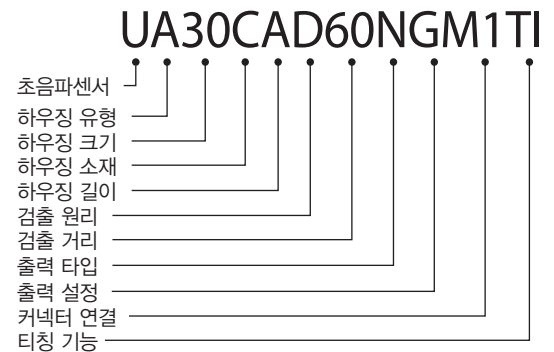 UA30CAD60NGM1TI
초음파센서
하우징 유형
하우징 크기
하우징 소재
하우징 길이
검출 원리
검출 거리
출력 타입
출력 설정
커넥터 연결
티칭 기능